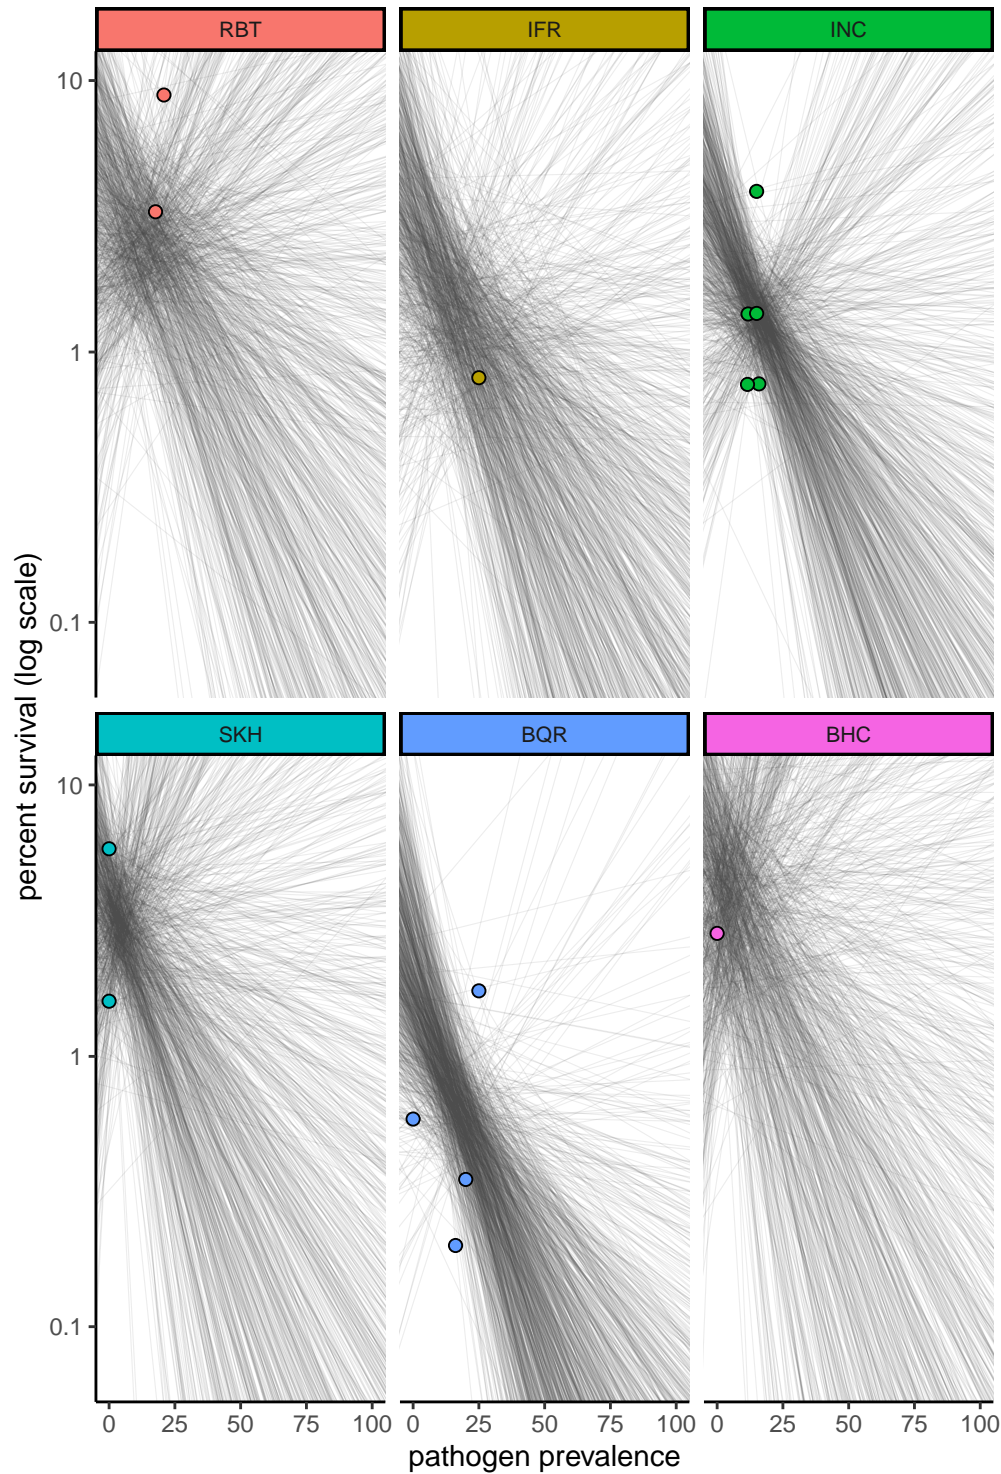 RBT IFR INC
10
1
0.1
SKH BQR BHC
10
1
0.1
0 25 50 75 100 0 25 50 75 100 0 25 50 75 100
pathogen prevalence
percent survival (log scale)